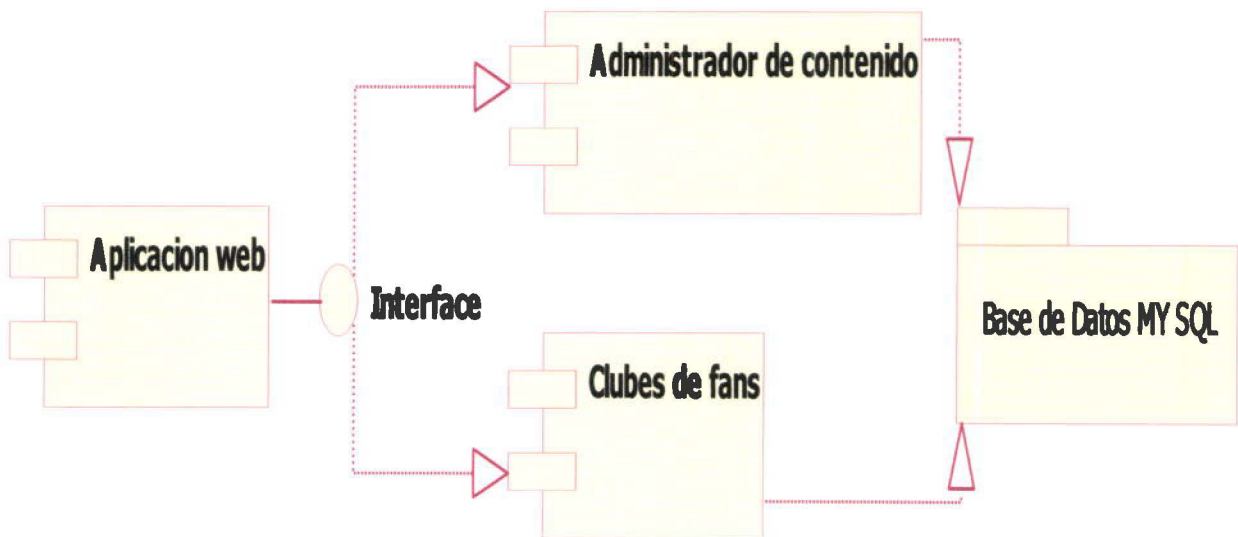 Administrador de contenido
Aplicacion web
Interface
Base de Datos MY SQL
Clubes de fans